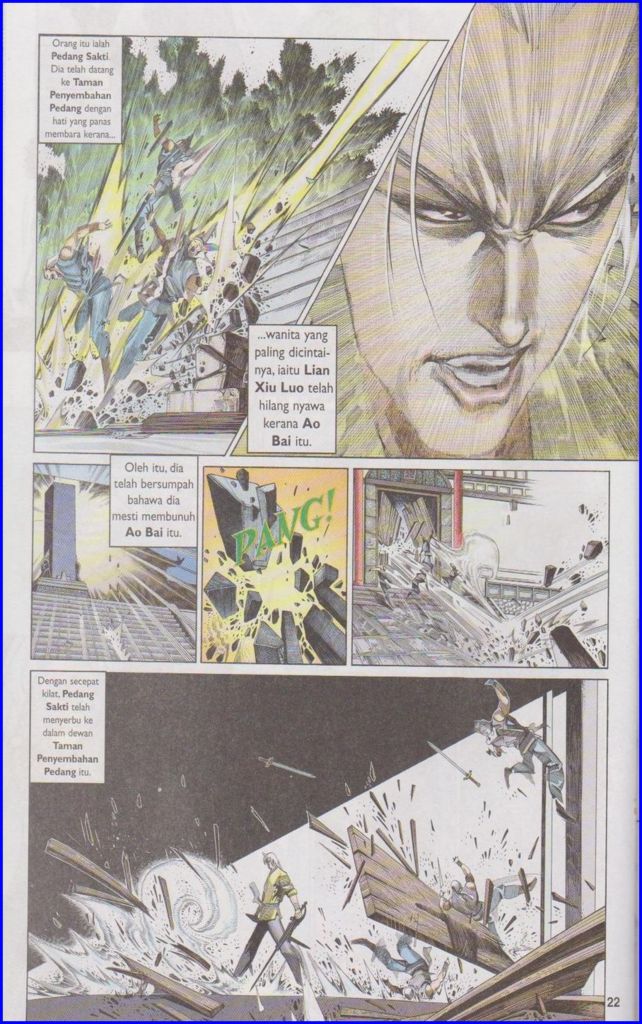 Orang itu ialah
Pedang Sakti.
Dia telah datang
ke Taman
Penyembahan
Pedang dengan
hati yang panas
membara kerana...
...wanita yang
paling dicintai-
nya, iaitu Lian
Xiu Luo telah
hilang nyawa
kerana Ao
Bai itu.
Oleh itu, dia
telah bersumpah
bahawa dia
mesti membunuh
Ao Bai itu.
PANG!
Dengan secepat
kilat, Pedang
Sakti telah
menyerbu ke
dalam dewan
Taman
Penyembahan
Pedang itu.
22